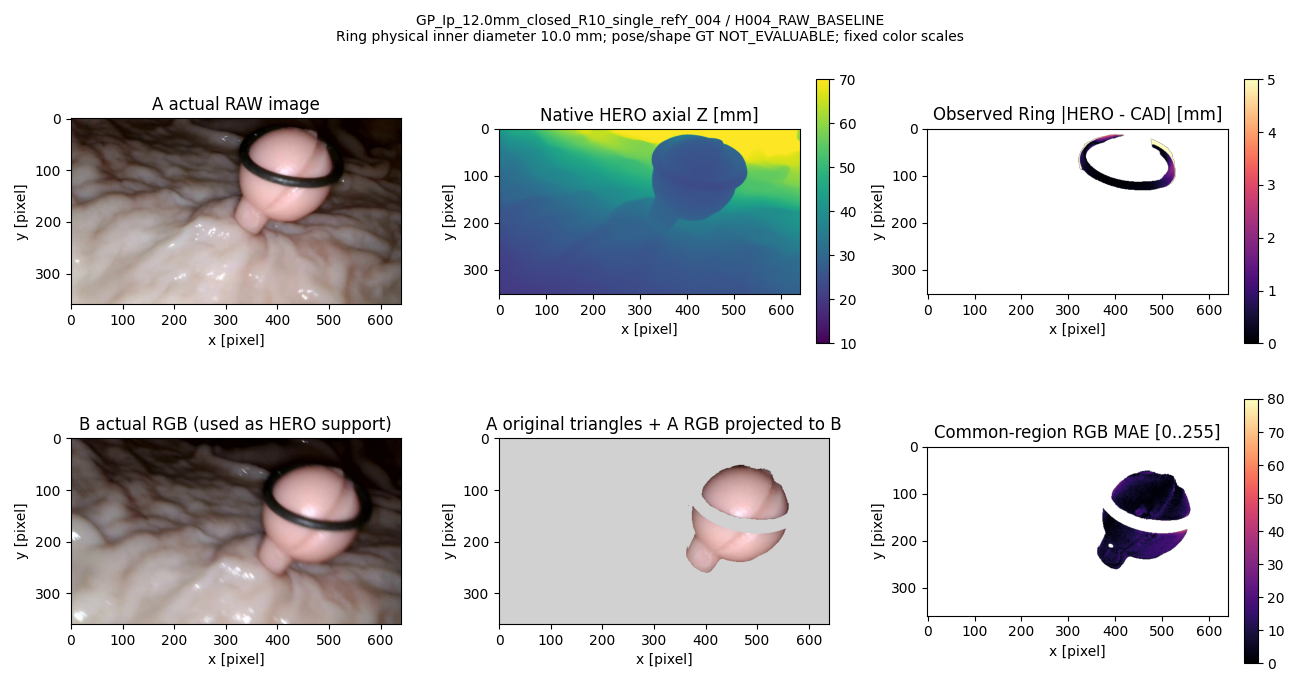 GP_Ip_12.0mm_closed_R10_single_refY_004 / H004_RAW_BASELINE
Ring physical inner diameter 10.0 mm; pose/shape GT NOT_EVALUABLE; fixed color scales
A actual RAW image
0
100
200
300
y [pixel]
0 100 200 300 400 500 600
x [pixel]
Native HERO axial Z [mm]
0
100
200
300
y [pixel]
0 100 200 300 400 500 600
x [pixel]
70
60
50
40
30
20
10
Observed Ring |HERO - CAD| [mm]
0
100
200
300
y [pixel]
0 100 200 300 400 500 600
x [pixel]
5
4
3
2
1
0
B actual RGB (used as HERO support)
0
100
200
300
y [pixel]
0 100 200 300 400 500 600
x [pixel]
A original triangles + A RGB projected to B
0
100
200
300
y [pixel]
0 100 200 300 400 500 600
x [pixel]
Common-region RGB MAE [0..255]
0
100
200
300
y [pixel]
0 100 200 300 400 500 600
x [pixel]
80
70
60
50
40
30
20
10
0